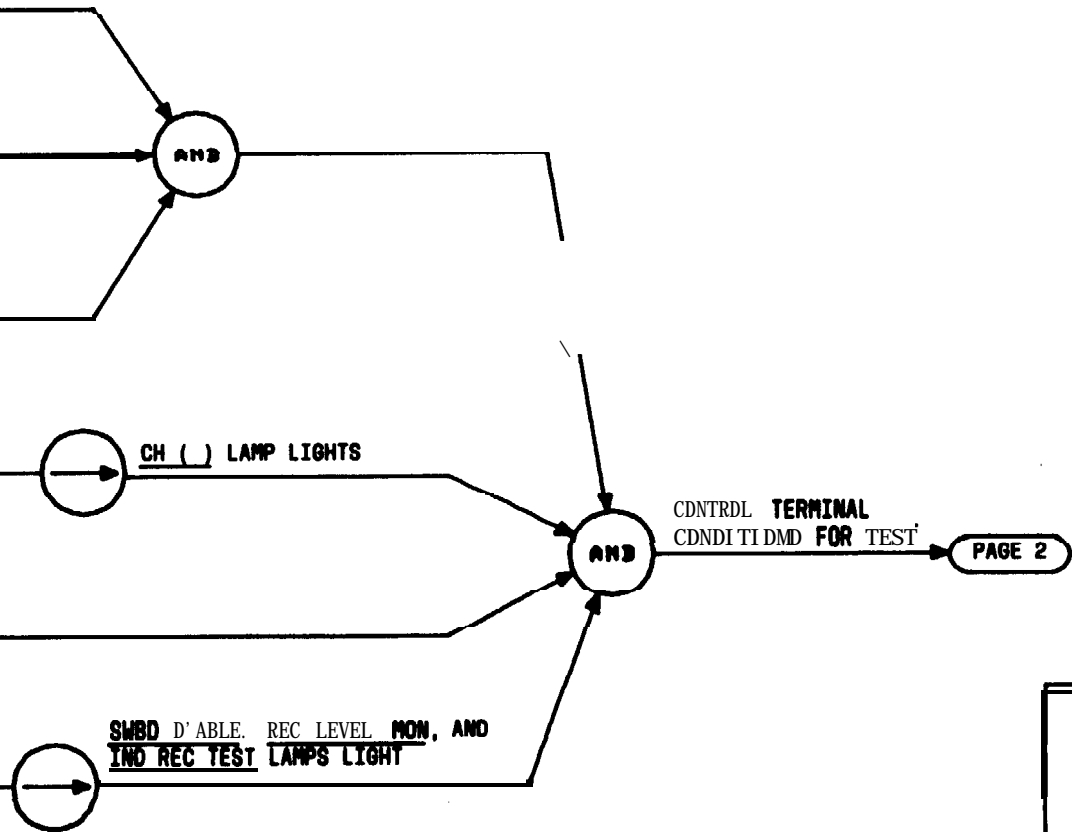 AND
CH ( ) LAMP LIGHTS
CDNTRDL TERMINAL
CDNDITIDMD FOR TEST
AND
PAGE 2
SWBD D'ABLE. REC LEVEL MON, AND
IND REC TEST LAMPS LIGHT